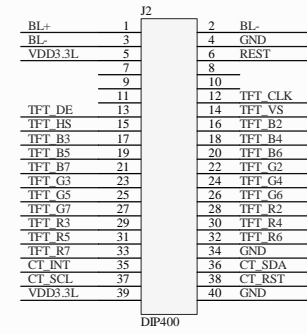 J2
BL+ 1 2 BL-
BL- 3 4 GND
VDD3.3L 5 6 REST
7 8
9 10
11 12 TFT_CLK
TFT_DE 13 14 TFT_VS
TFT_HS 15 16 TFT_B2
TFT_B3 17 18 TFT_B4
TFT_B5 19 20 TFT_B6
TFT_B7 21 22 TFT_G2
TFT_G3 23 24 TFT_G4
TFT_G5 25 26 TFT_G6
TFT_G7 27 28 TFT_R2
TFT_R3 29 30 TFT_R4
TFT_R5 31 32 TFT_R6
TFT_R7 33 34 GND
CT_INT 35 36 CT_SDA
CT_SCL 37 38 CT_RST
VDD3.3L 39 40 GND
DIP400